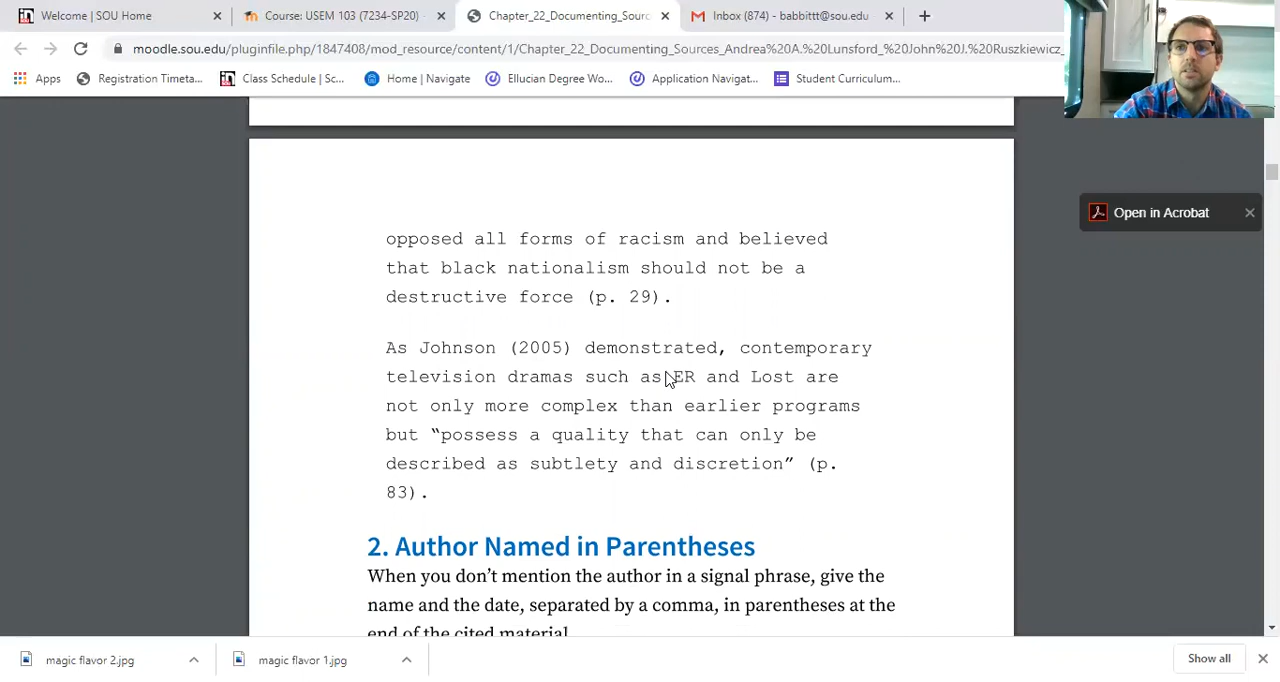 Welcome | SOU Home
Course: USEM 103 (7234-SP20)
Chapter_22_Documenting_Sourc
Inbox (874) - babbittt@sou.edu
moodle.sou.edu/pluginfile.php/1847408/mod_resource/content/1/Chapter_22_Documenting_Sources_Andrea%20A.%20Lunsford_%20John%20J.%20Ruszkiewicz_
Apps
Registration Timeta...
Class Schedule | Sc...
Home | Navigate
Ellucian Degree Wo...
Application Navigat...
Student Curriculum...
Open in Acrobat
opposed all forms of racism and believed
that black nationalism should not be a
destructive force (p. 29).
As Johnson (2005) demonstrated, contemporary
television dramas such as ER and Lost are
not only more complex than earlier programs
but “possess a quality that can only be
described as subtlety and discretion” (p.
83).
2. Author Named in Parentheses
When you don’t mention the author in a signal phrase, give the
name and the date, separated by a comma, in parentheses at the
end of the cited material.
magic flavor 2.jpg
magic flavor 1.jpg
Show all